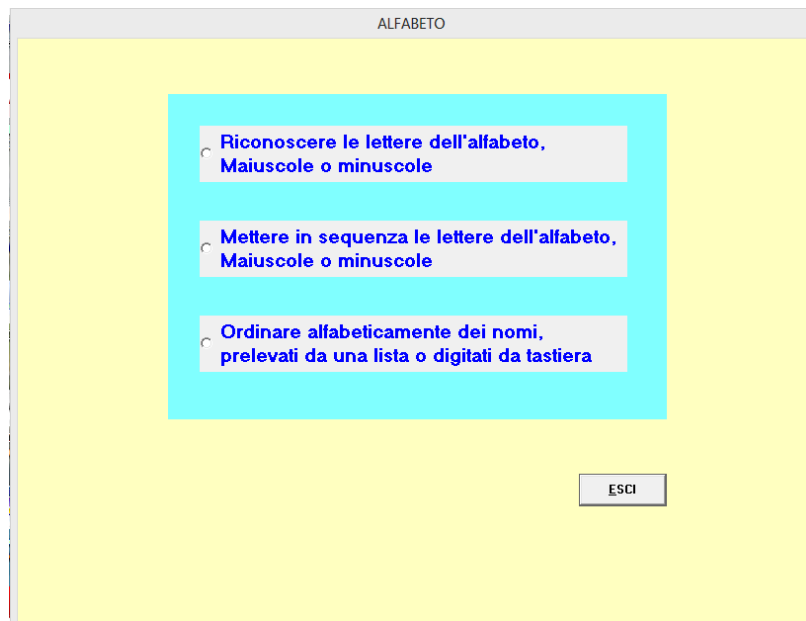 ALFABETO
Riconoscere le lettere dell'alfabeto,
Maiuscole o minuscole
Mettere in sequenza le lettere dell'alfabeto,
Maiuscole o minuscole
Ordinare alfabeticamente dei nomi,
prelevati da una lista o digitati da tastiera
ESCI